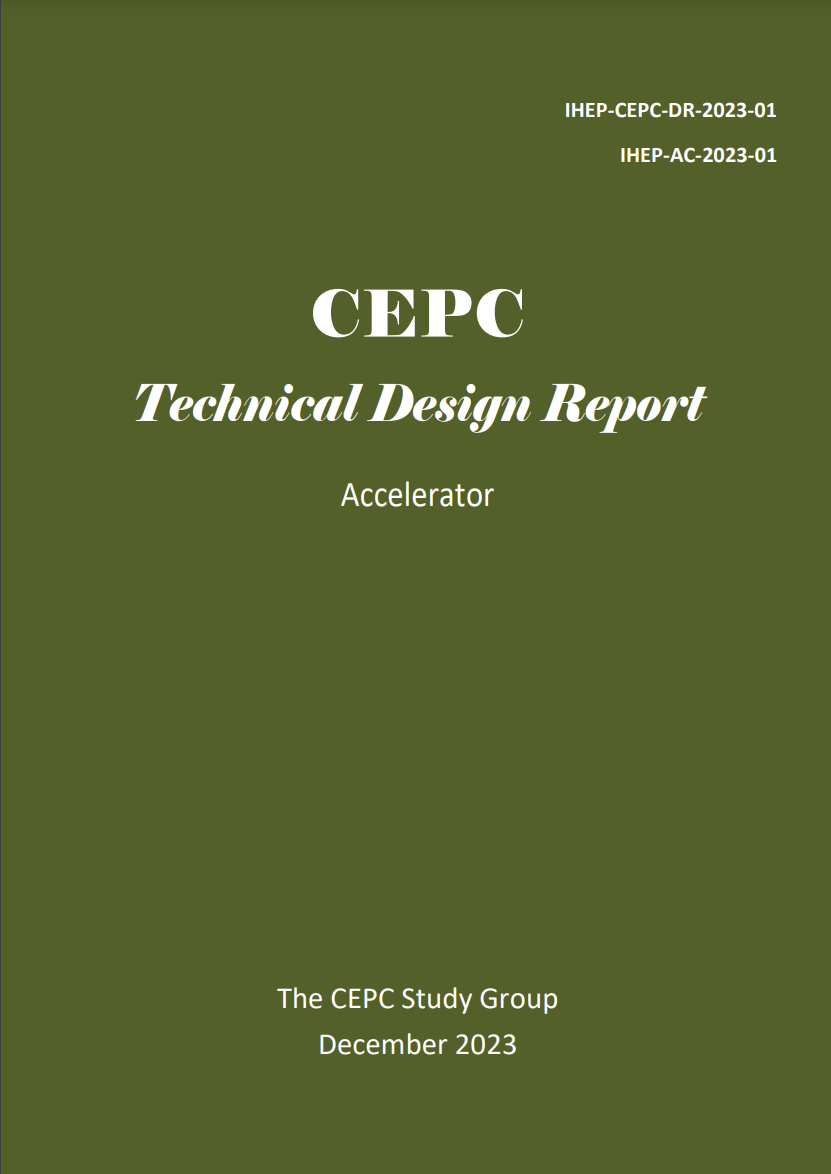 IHEP-CEPC-DR-2023-01
IHEP-AC-2023-01
CEPC
Technical Design Report
Accelerator
The CEPC Study Group
December 2023